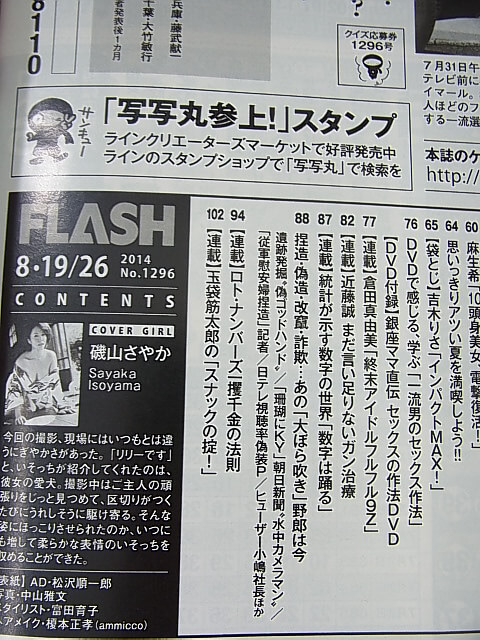 8110
兵庫・藤武献一
千葉・大竹敏行
者発表後1カ月
?
クイズ応募券
1296号
7月31日午
テレビ前に
イマール。
人ほどのフ
する一流選
本誌のケ
http://
サンキュー
「写写丸参上!」スタンプ
ラインクリエーターズマーケットで好評発売中
ラインのスタンプショップで「写写丸」で検索を
FLASH
8・19/26
2014
No.1296
CONTENTS
COVER GIRL
磯山さやか
Sayaka
Isoyama
今回の撮影、現場にはいつもとは違
うにぎやかさがあった。「リリーです」
と、いそっちが紹介してくれたのは、
彼女の愛犬。撮影中はご主人の頑
張りをじっと見つめて、区切りがつく
たびにうれしそうに駆け寄る。そんな
姿にほっこりさせられたのか、いつに
も増して柔らかな表情のいそっちを
収めることができた。
表紙】AD・松沢順一郎
写真・中山雅文
スタイリスト・富田育子
ヘアメイク・榎本正孝(ammicco)
60 麻生希「10頭身美女、電撃復活!」
64 思いっきりアツい夏を満喫しよう!!
65 【袋とじ】吉木りさ「インパクトMAX!」
76 DVDで感じる、学ぶ「一流男のセックス作法」
【DVD付録】銀座ママ直伝 セックスの作法DVD
77 【連載】倉田真由美「終末アイドルフルフル9Z」
82 【連載】近藤誠 まだ言い足りないガン治療
87 【連載】統計が示す数字の世界「数字は踊る」
88 捏造・偽造・改竄・詐欺…あの「大ぼら吹き」野郎は今
遺跡発掘〝偽ゴッドハンド〟/「珊瑚にKY」朝日新聞〝水中カメラマン〟/
「従軍慰安婦捏造」記者/日テレ視聴率偽装P/ヒューザー小嶋社長ほか
94 【連載】ロト・ナンバーズ「攫千金の法則
102 【連載】玉袋筋太郎の「スナックの掟!」